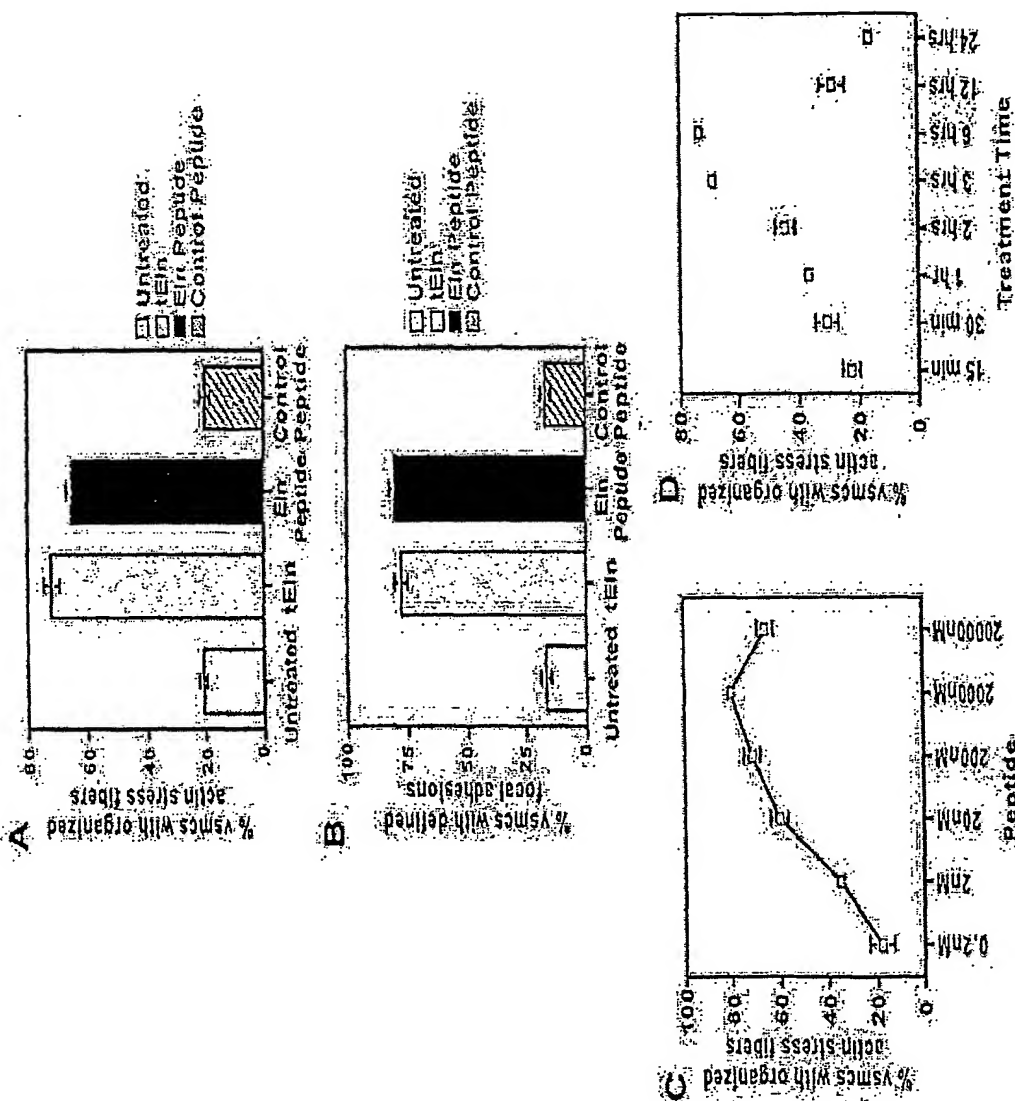 A
% vsmcs with organized
actin stress fibers
80
60
40
20
0
Untreated
tEln
Eln
Peptide
Control
Peptide
Untreated
tEln
Eln Peptide
Control Peptide
B
% vsmcs with defined
focal adhesions
100
75
50
25
0
Untreated
tEln
Eln
Peptide
Control
Peptide
Untreated
tEln
Eln Peptide
Control Peptide
C
% vsmcs with organized
actin stress fibers
100
80
60
40
20
0
0.2nM
2nM
20nM
200nM
2000nM
20000nM
Peptide
D
% vsmcs with organized
actin stress fibers
80
60
40
20
0
15 min
30 min
1 hr
2 hrs
3 hrs
6 hrs
12 hrs
24 hrs
Treatment Time